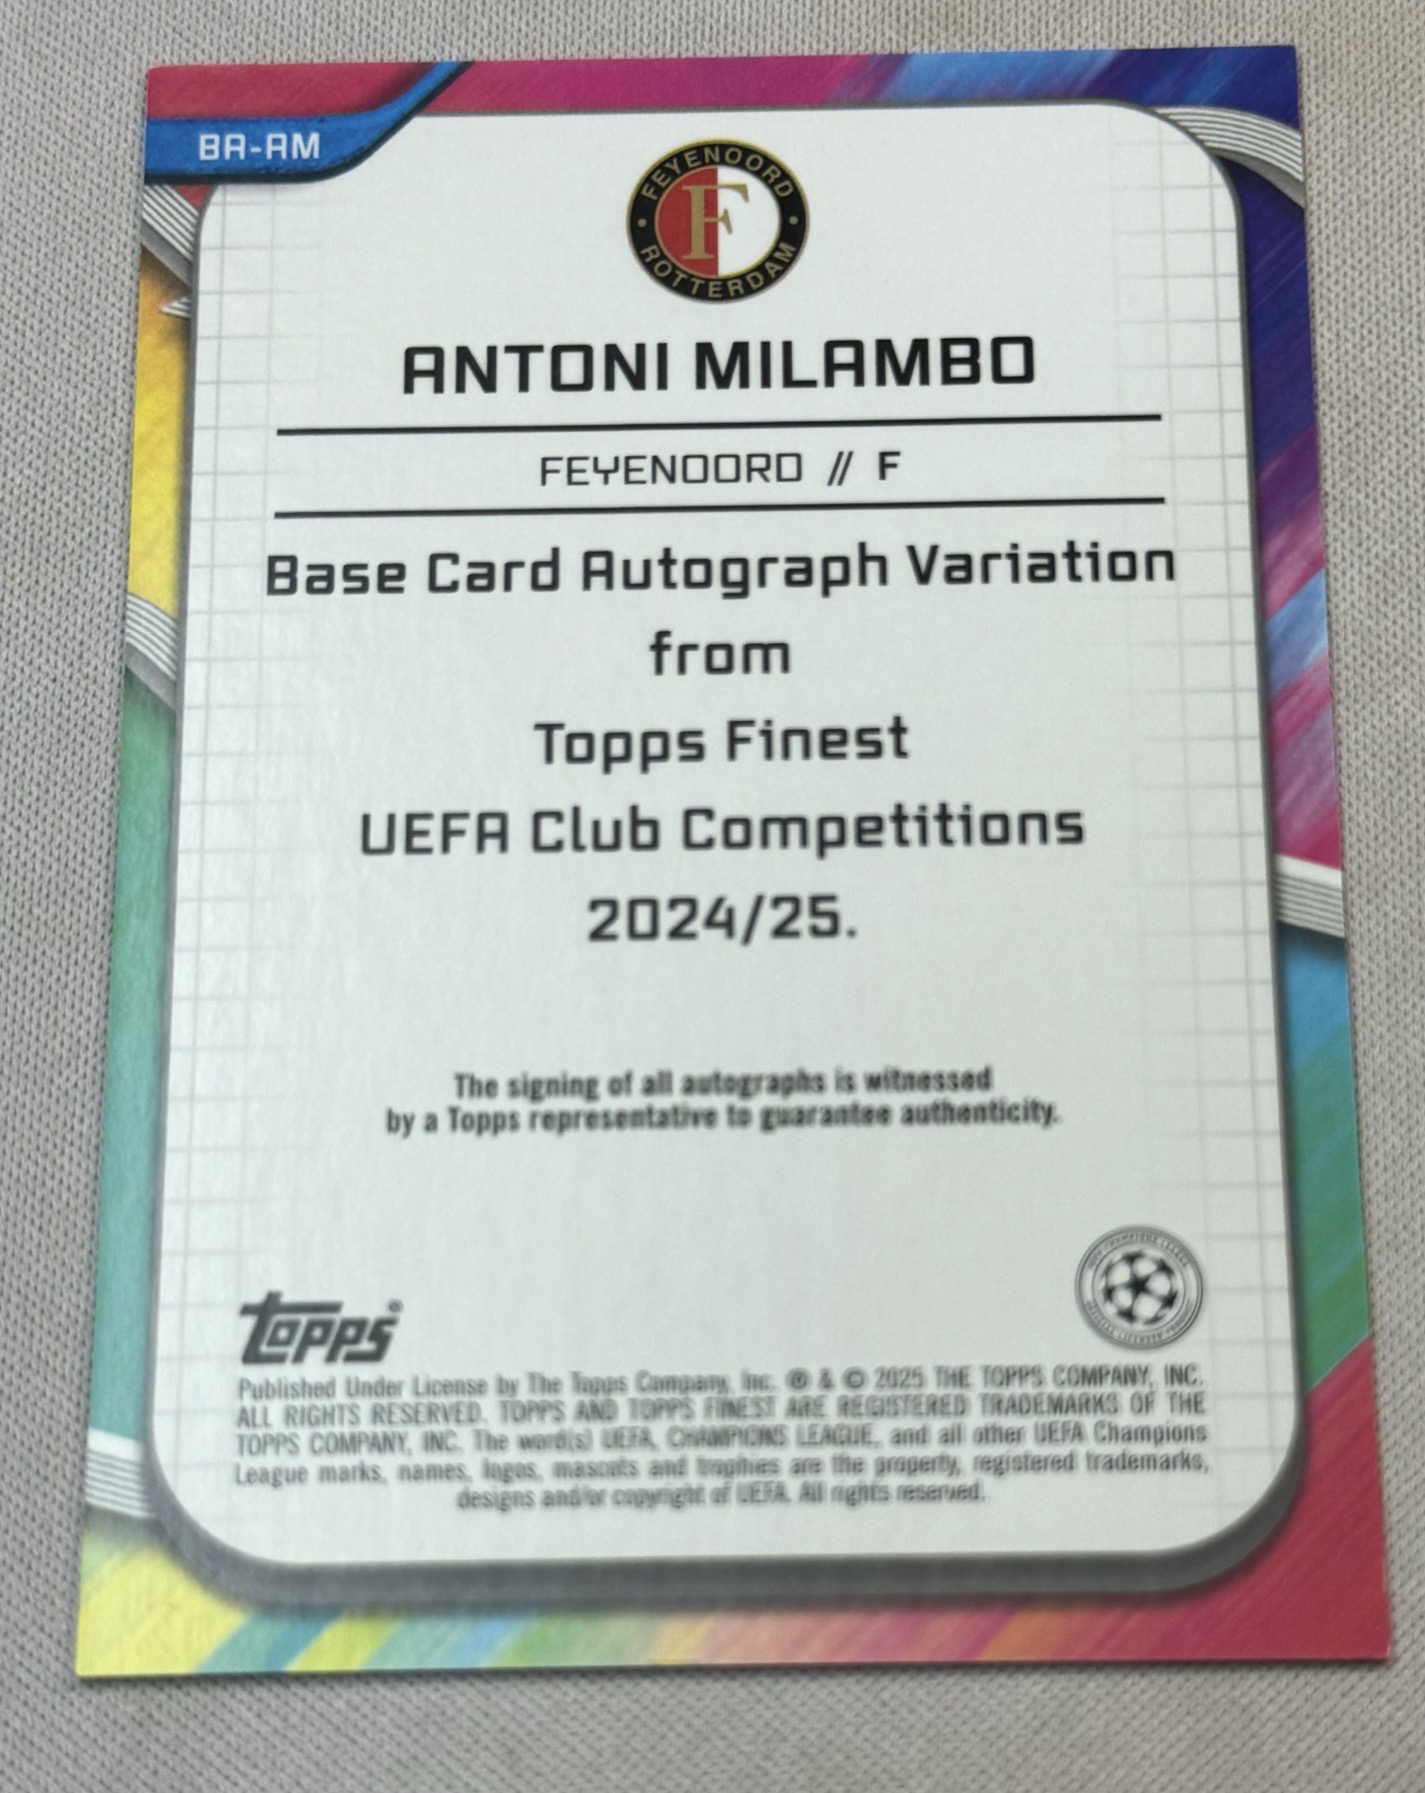 BA-AM
FEYENOORD
F
ROTTERDAM
ANTONI MILAMBO
FEYENOORD // F
Base Card Autograph Variation
from
Topps Finest
UEFA Club Competitions
2024/25.
The signing of all autographs is witnessed
by a Topps representative to guarantee authenticity.
topps®
Published Under License by The Topps Company, Inc. ® & © 2025 THE TOPPS COMPANY, INC.
ALL RIGHTS RESERVED. TOPPS AND TOPPS FINEST ARE REGISTERED TRADEMARKS OF THE
TOPPS COMPANY, INC. The word(s) UEFA, CHAMPIONS LEAGUE, and all other UEFA Champions
League marks, names, logos, mascots and trophies are the property, registered trademarks,
designs and/or copyright of UEFA. All rights reserved.